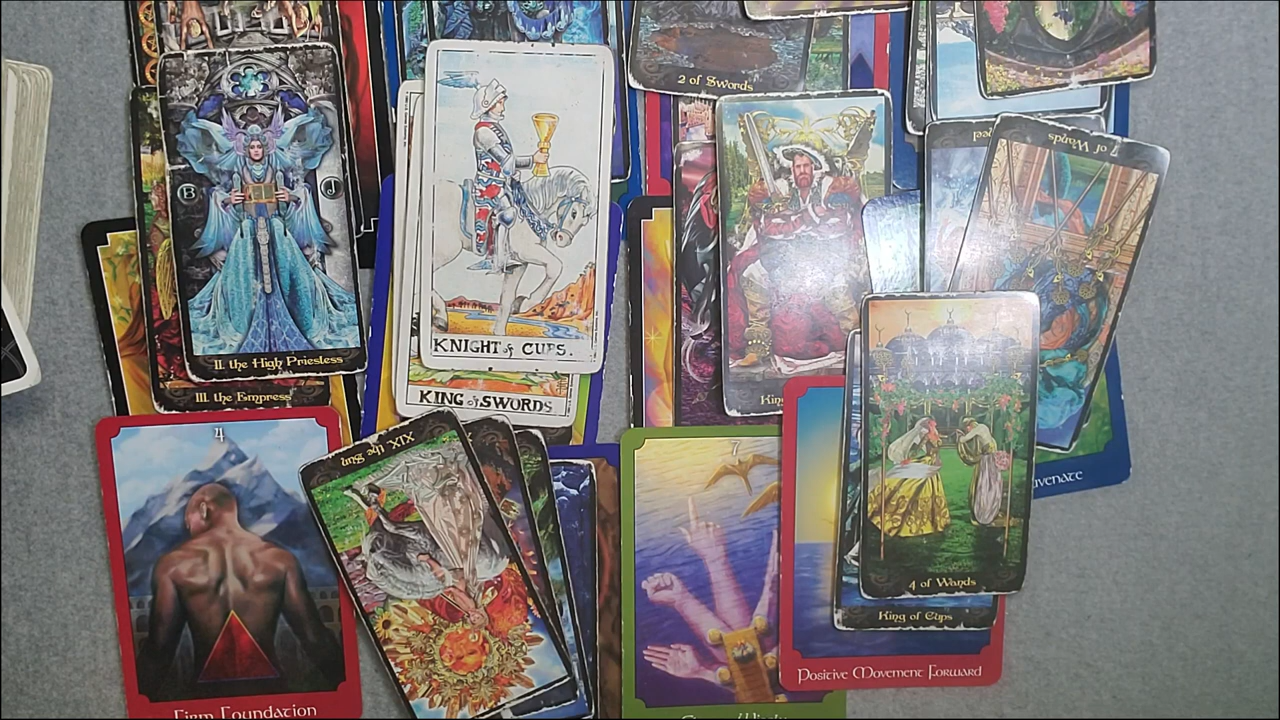 2 of Swords
7 of Wands
B
J
II. the High Priestess
III. the Empress
KNIGHT of CUPS.
KING of SWORDS
4
XIX the Sun
7
4 of Wands
King of Cups
Positive Movement Forward
Firm Foundation